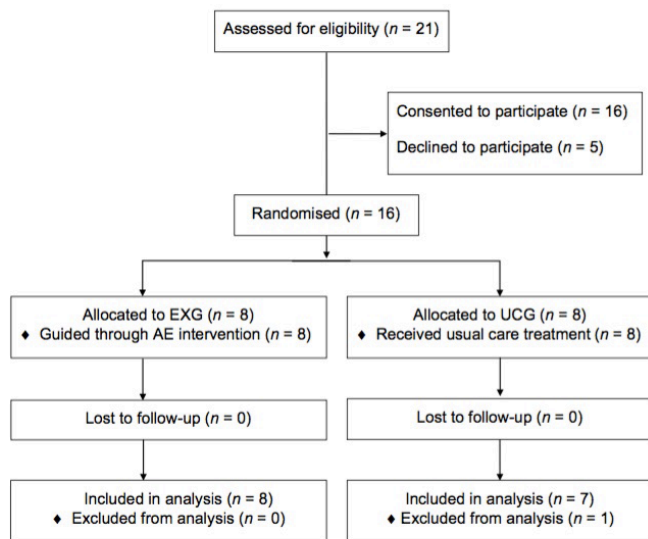 Assessed for eligibility (n = 21)
Consented to participate (n = 16)
Declined to participate (n = 5)
Randomised (n = 16)
Allocated to EXG (n = 8)
♦ Guided through AE intervention (n = 8)
Allocated to UCG (n = 8)
♦ Received usual care treatment (n = 8)
Lost to follow-up (n = 0)
Lost to follow-up (n = 0)
Included in analysis (n = 8)
♦ Excluded from analysis (n = 0)
Included in analysis (n = 7)
♦ Excluded from analysis (n = 1)